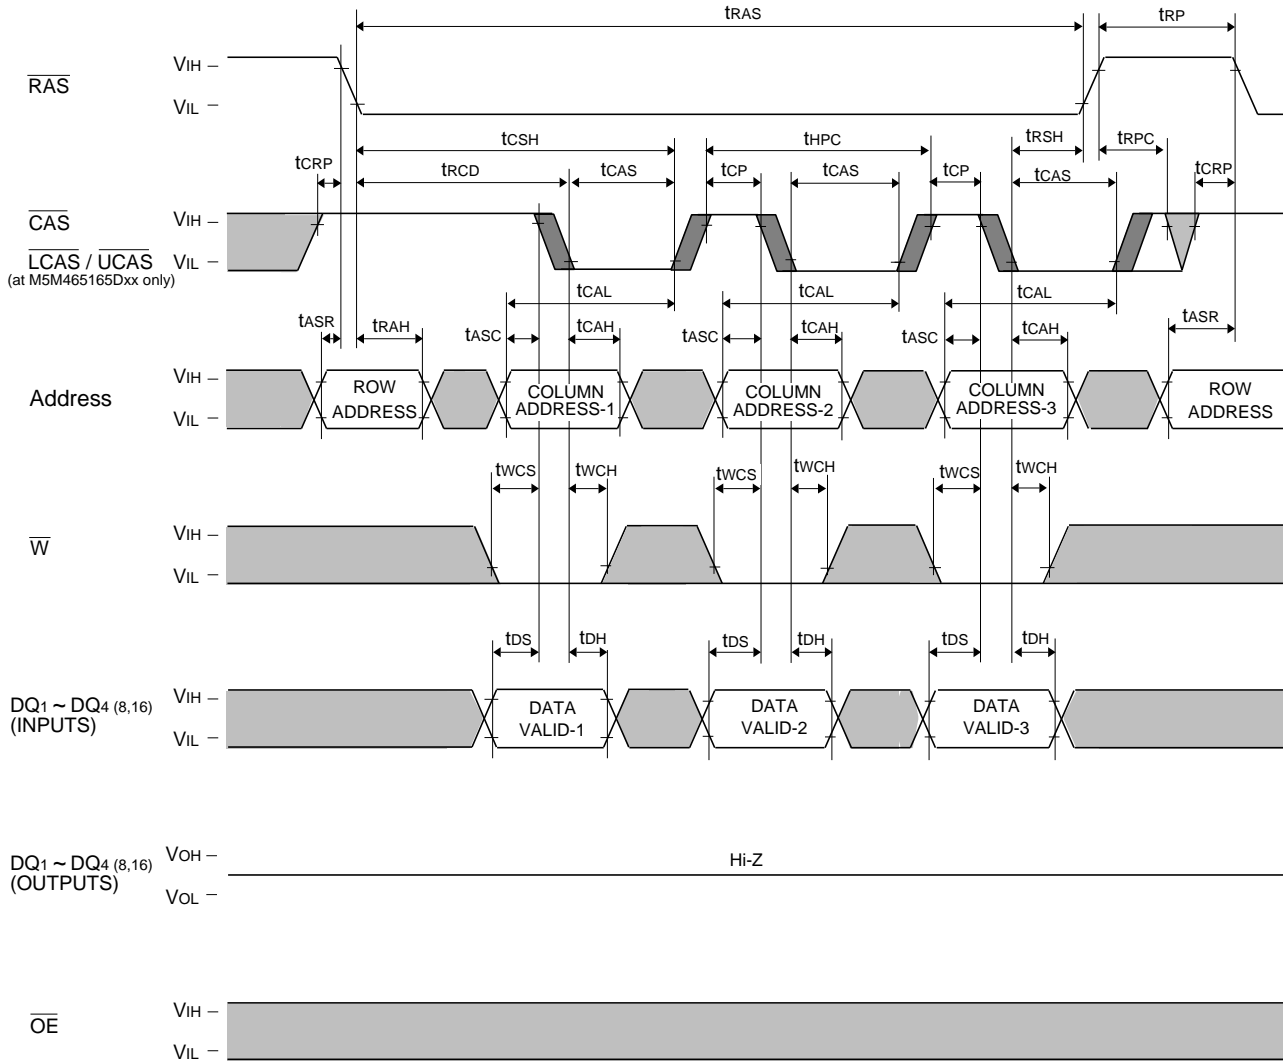 tRAS
tRP
RAS
VIH
VIL
tCSH
tHPC
tRSH
tRPC
tCRP
tRCD
tCAS
tCP
tCAS
tCP
tCAS
tCRP
CAS
VIH
LCAS / UCAS
VIL
(at M5M465165Dxx only)
tCAL
tCAL
tCAL
tASR
tRAH
tASC
tCAH
tASC
tCAH
tASC
tCAH
tASR
Address
VIH
VIL
ROW
ADDRESS
COLUMN
ADDRESS-1
COLUMN
ADDRESS-2
COLUMN
ADDRESS-3
ROW
ADDRESS
tWCS
tWCH
tWCS
tWCH
tWCS
tWCH
W
VIH
VIL
tDS
tDH
tDS
tDH
tDS
tDH
DQ1 ~ DQ4 (8,16)
(INPUTS)
VIH
VIL
DATA
VALID-1
DATA
VALID-2
DATA
VALID-3
DQ1 ~ DQ4 (8,16)
(OUTPUTS)
VOH
VOL
Hi-Z
OE
VIH
VIL